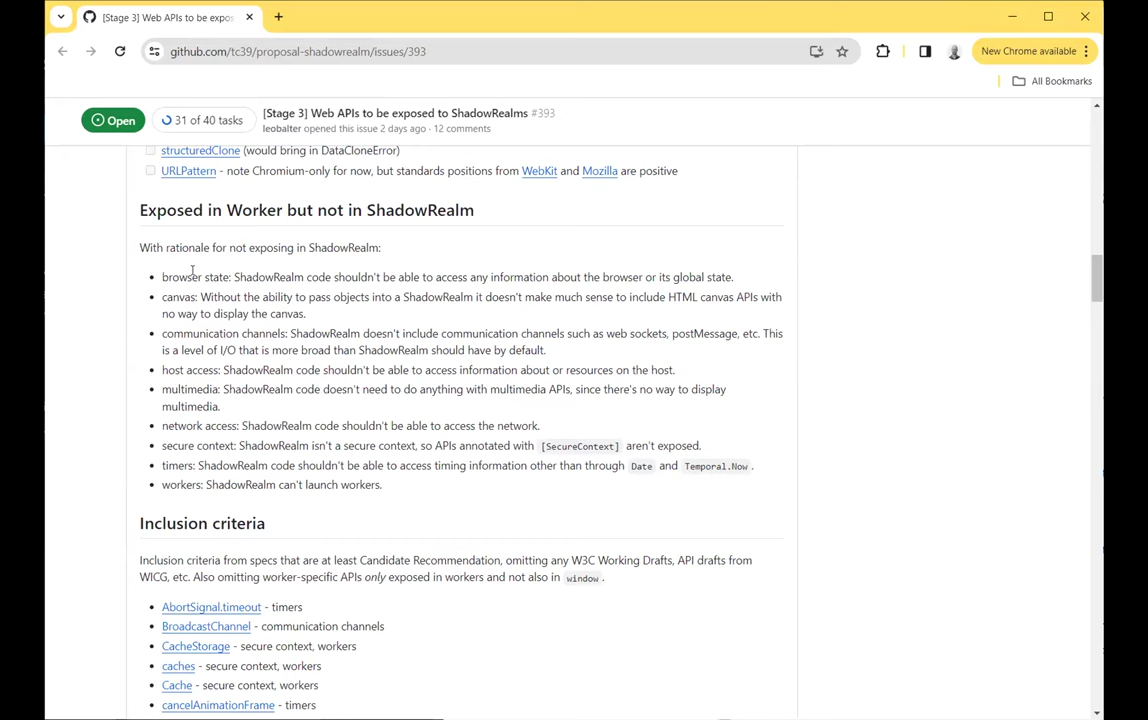 [Stage 3] Web APIs to be expos
github.com/tc39/proposal-shadowrealm/issues/393
New Chrome available
All Bookmarks
Open
31 of 40 tasks
[Stage 3] Web APIs to be exposed to ShadowRealms #393
leobalter opened this issue 2 days ago · 12 comments
structuredClone (would bring in DataCloneError)
URLPattern - note Chromium-only for now, but standards positions from WebKit and Mozilla are positive
Exposed in Worker but not in ShadowRealm
With rationale for not exposing in ShadowRealm:
browser state: ShadowRealm code shouldn't be able to access any information about the browser or its global state.
canvas: Without the ability to pass objects into a ShadowRealm it doesn't make much sense to include HTML canvas APIs with
no way to display the canvas.
communication channels: ShadowRealm doesn't include communication channels such as web sockets, postMessage, etc. This
is a level of I/O that is more broad than ShadowRealm should have by default.
host access: ShadowRealm code shouldn't be able to access information about or resources on the host.
multimedia: ShadowRealm code doesn't need to do anything with multimedia APIs, since there's no way to display
multimedia.
network access: ShadowRealm code shouldn't be able to access the network.
secure context: ShadowRealm isn't a secure context, so APIs annotated with [SecureContext] aren't exposed.
timers: ShadowRealm code shouldn't be able to access timing information other than through Date and Temporal.Now.
workers: ShadowRealm can't launch workers.
Inclusion criteria
Inclusion criteria from specs that are at least Candidate Recommendation, omitting any W3C Working Drafts, API drafts from
WICG, etc. Also omitting worker-specific APIs only exposed in workers and not also in window.
AbortSignal.timeout - timers
BroadcastChannel - communication channels
CacheStorage - secure context, workers
caches - secure context, workers
Cache - secure context, workers
cancelAnimationFrame - timers